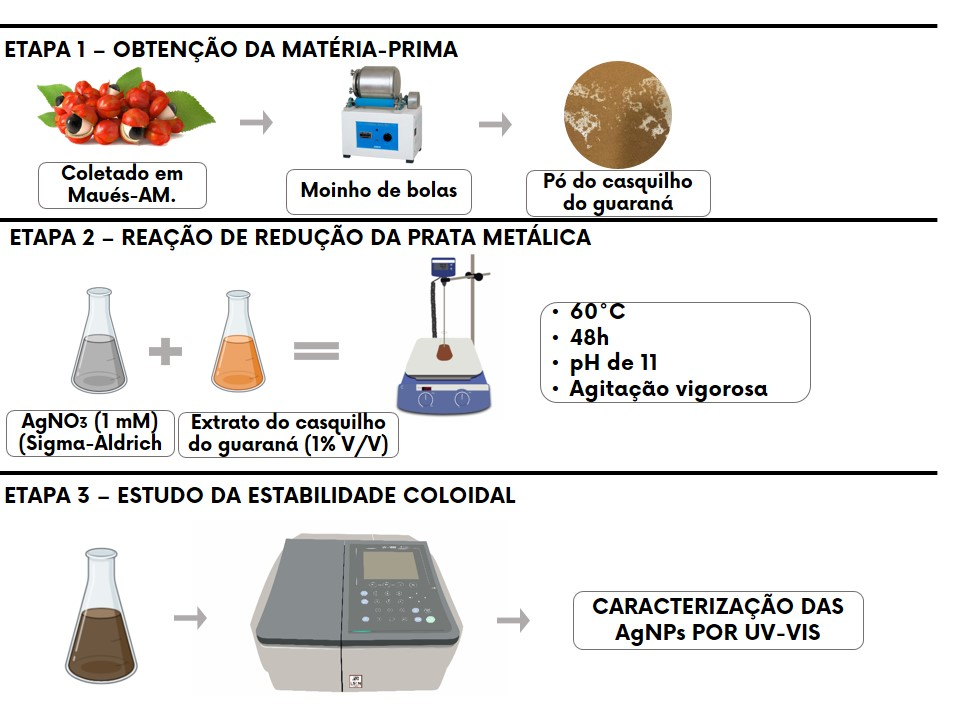 ETAPA 1 – OBTENÇÃO DA MATÉRIA-PRIMA
Coletado em
Maués-AM.
Moinho de bolas
Pó do casquilho
do guaraná
ETAPA 2 – REAÇÃO DE REDUÇÃO DA PRATA METÁLICA
• 60°C
• 48h
• pH de 11
• Agitação vigorosa
AgNO₃ (1 mM)
(Sigma-Aldrich
Extrato do casquilho
do guaraná (1% V/V)
ETAPA 3 – ESTUDO DA ESTABILIDADE COLOIDAL
CARACTERIZAÇÃO DAS
AgNPs POR UV-VIS